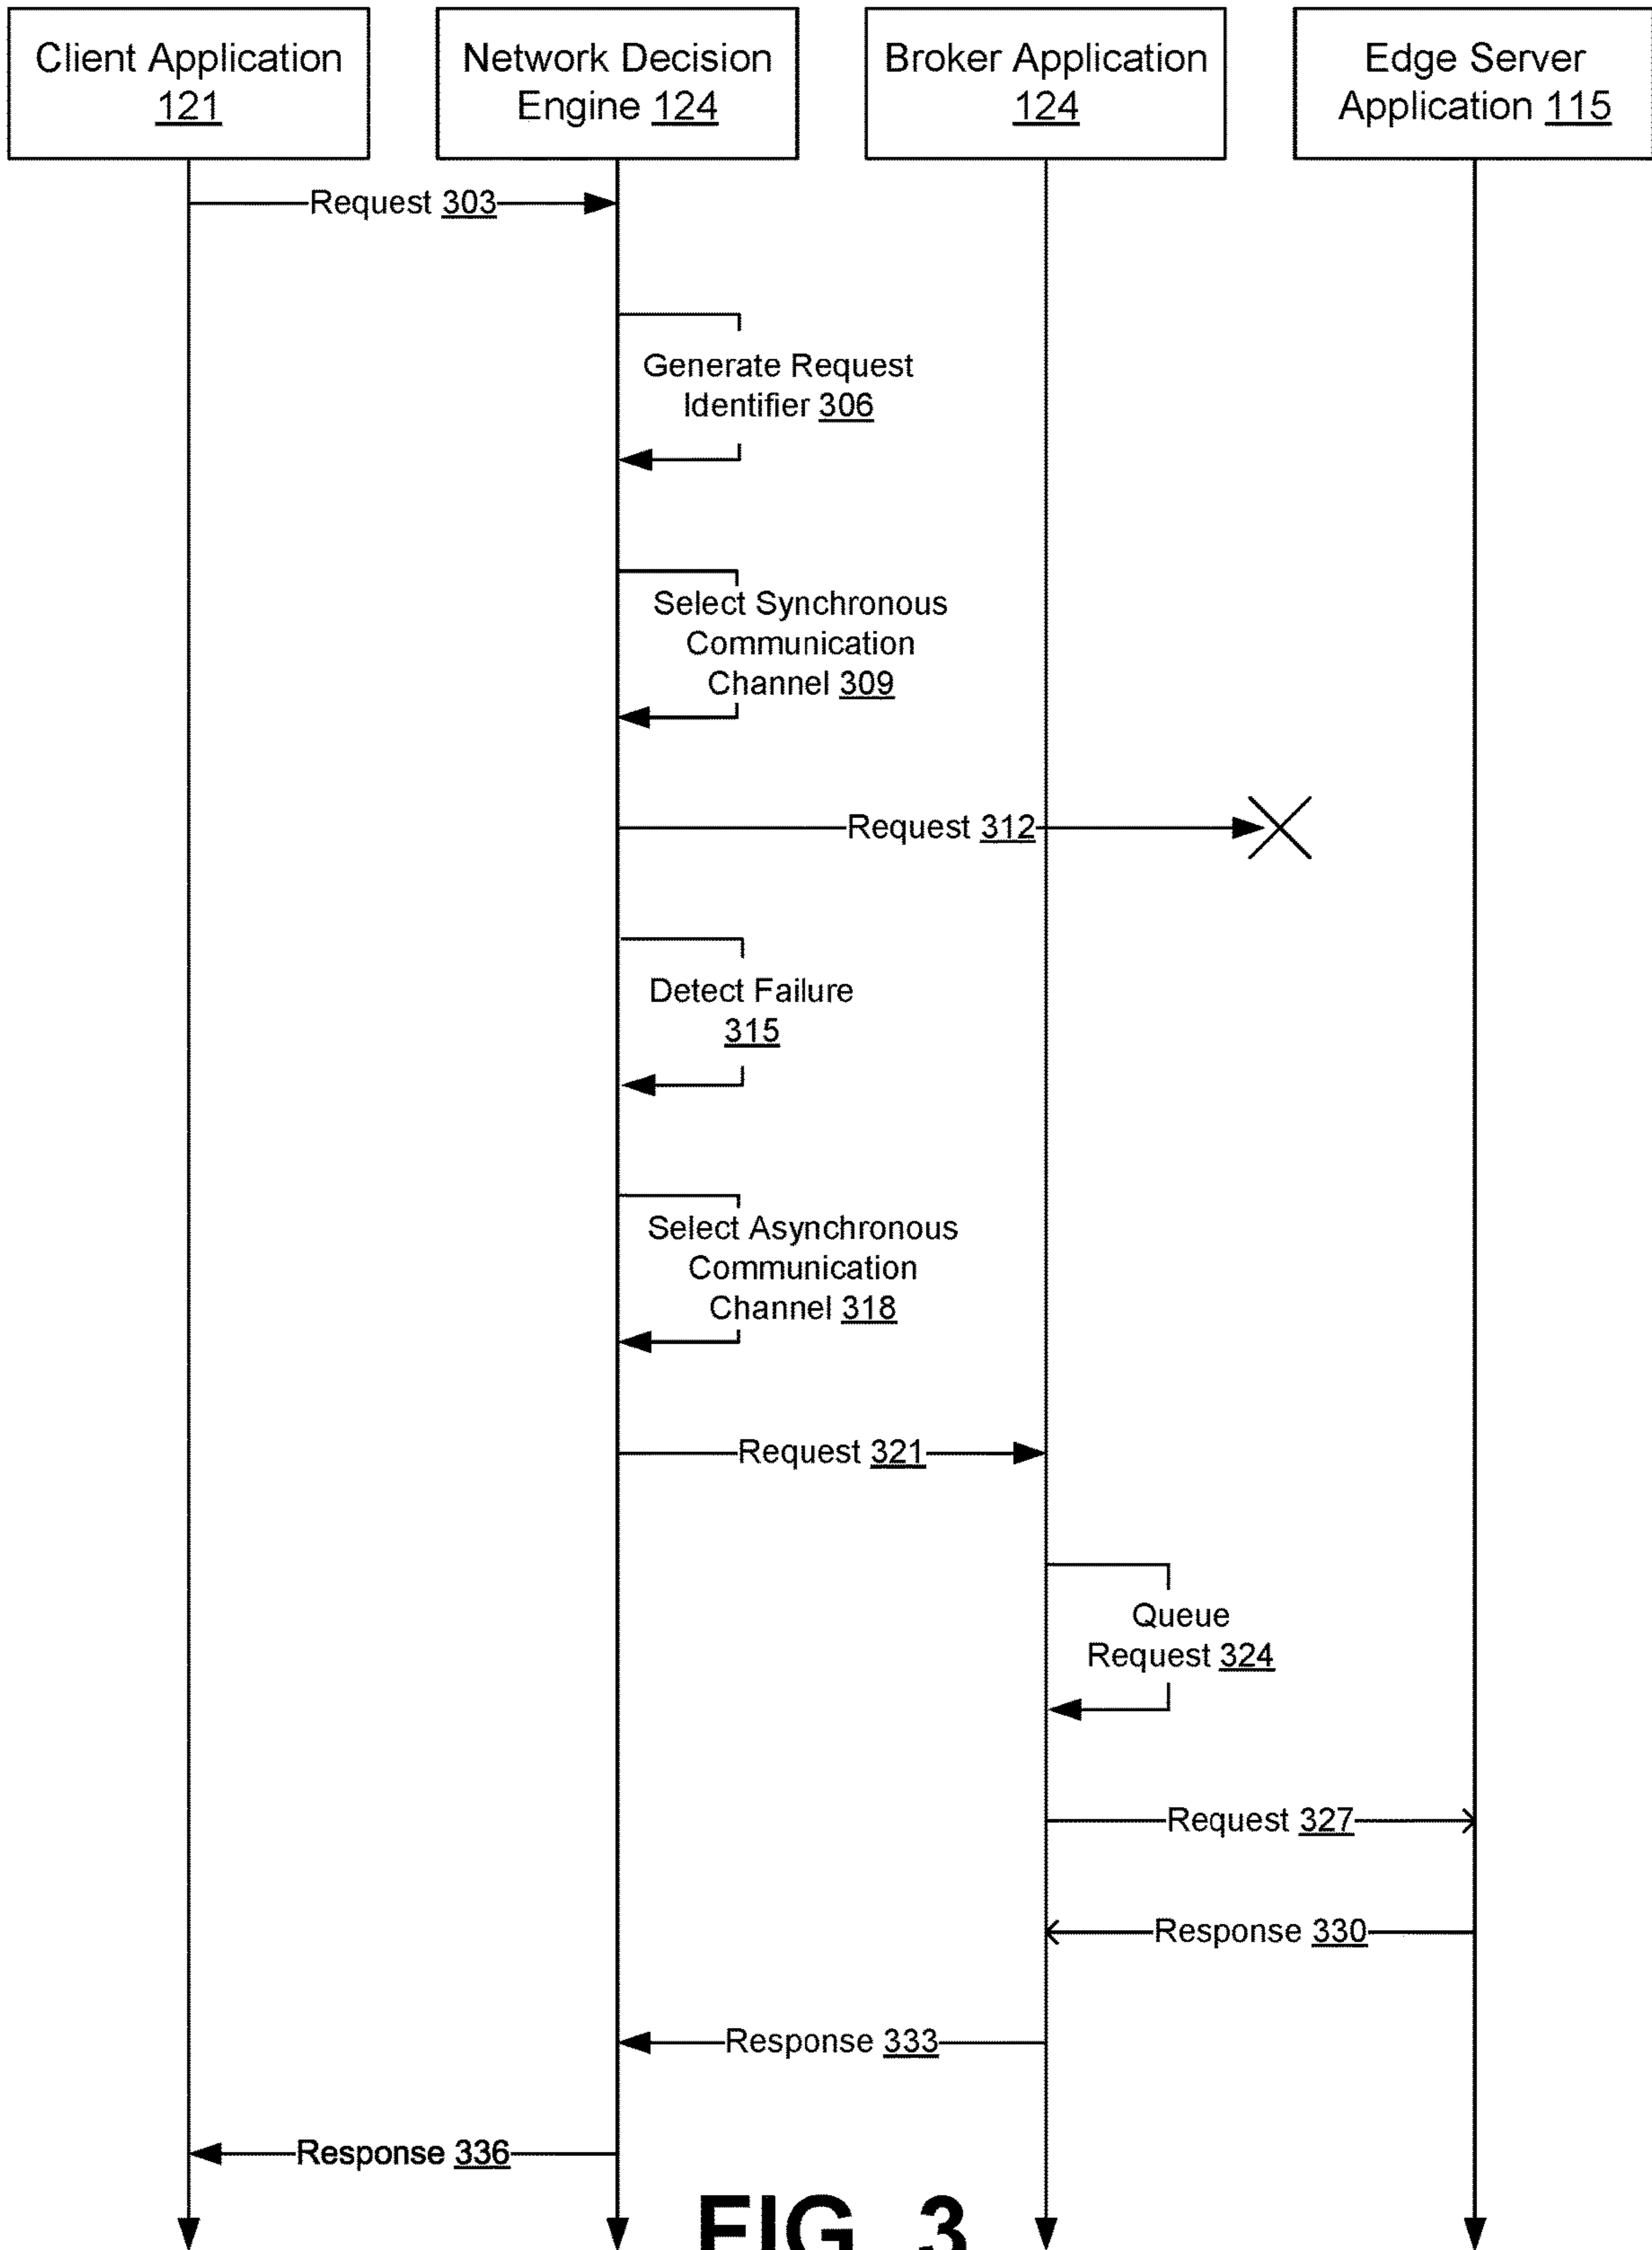 Client Application
121
Network Decision
Engine 124
Broker Application
124
Edge Server
Application 115
Request 303
Generate Request
Identifier 306
Select Synchronous
Communication
Channel 309
Request 312
Detect Failure
315
Select Asynchronous
Communication
Channel 318
Request 321
Queue
Request 324
Request 327
Response 330
Response 333
Response 336
FIG. 3